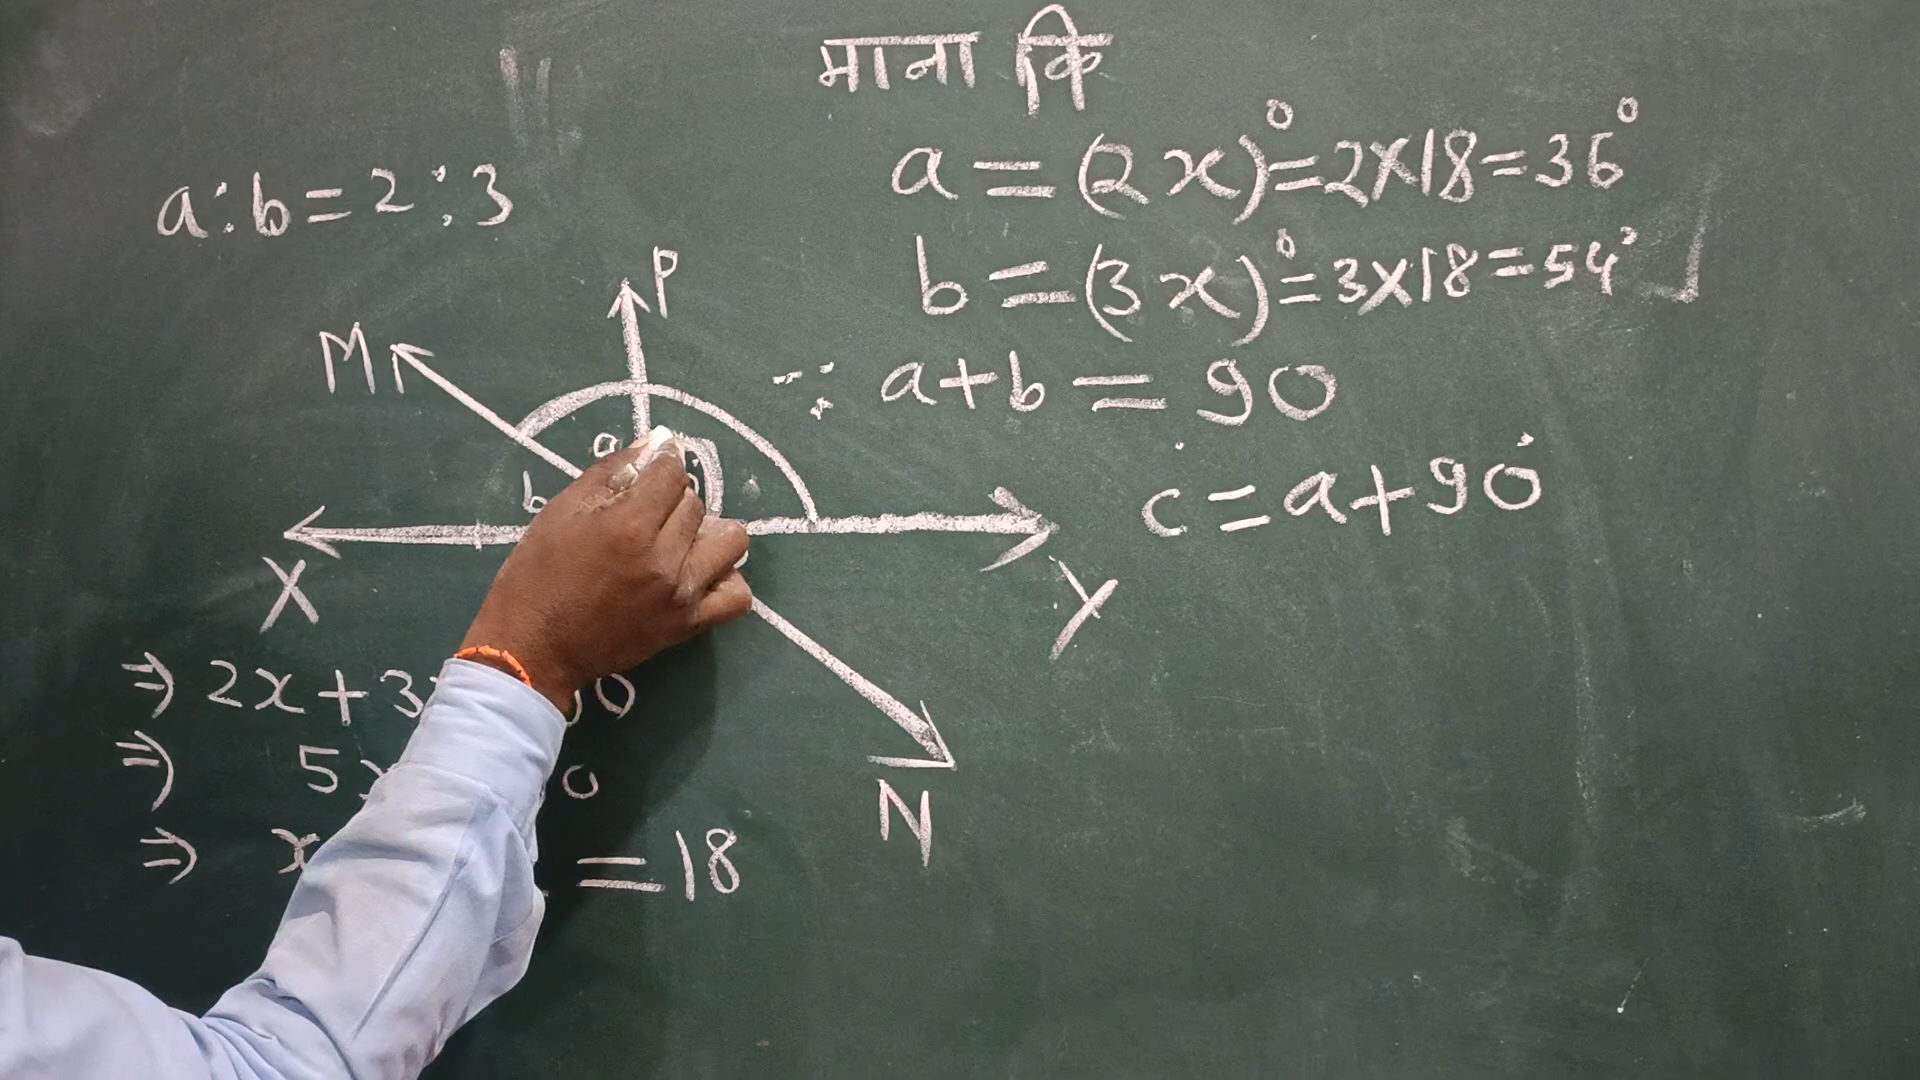 माना कि
a:b=2:3
a=(2x)°=2×18=36°
b=(3x)°=3×18=54°
∵ a+b=90
c=a+90°
P
M
a
b
X
Y
N
⇒ 2x+3
⇒ 5
⇒ x =18